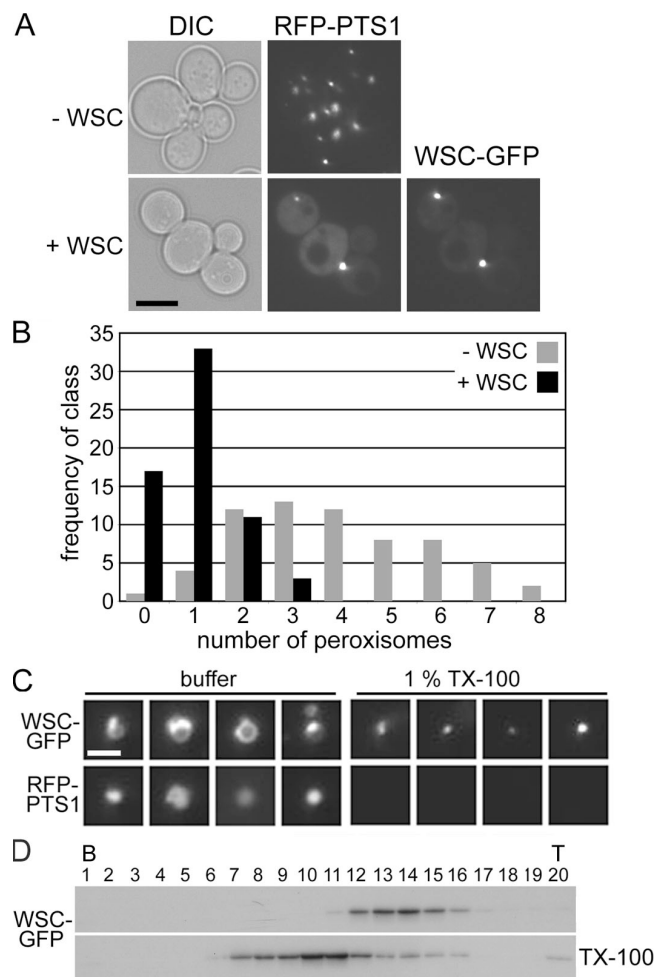 A
DIC RFP-PTS1
- WSC
WSC-GFP
+ WSC
B
35
30
25
20
15
10
5
0
frequency of class
- WSC
+ WSC
0 1 2 3 4 5 6 7 8
number of peroxisomes
C
buffer 1 % TX-100
WSC-
GFP
RFP-
PTS1
D
B T
1 2 3 4 5 6 7 8 9 10 11 12 13 14 15 16 17 18 19 20
WSC-
GFP
TX-100